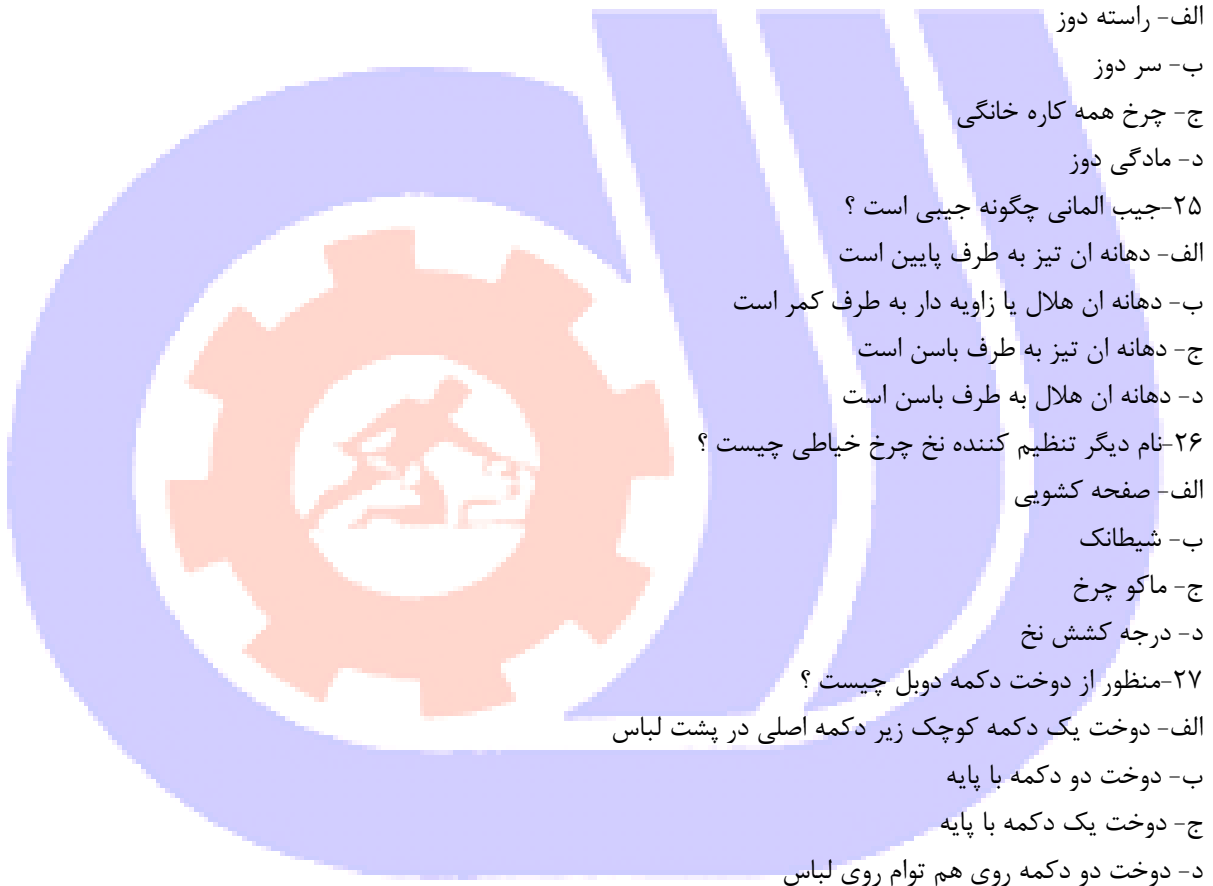 الف- راسته دوز
ب- سر دوز
ج- چرخ همه کاره خانگی
د- مادگی دوز
۲۵-جیب المانی چگونه جیبی است ؟
الف- دهانه ان تیز به طرف پایین است
ب- دهانه ان هلال یا زاویه دار به طرف کمر است
ج- دهانه ان تیز به طرف باسن است
د- دهانه ان هلال به طرف باسن است
۲۶-نام دیگر تنظیم کننده نخ چرخ خیاطی چیست ؟
الف- صفحه کشویی
ب- شیطانک
ج- ماکو چرخ
د- درجه کشش نخ
۲۷-منظور از دوخت دکمه دوبل چیست ؟
الف- دوخت یک دکمه کوچک زیر دکمه اصلی در پشت لباس
ب- دوخت دو دکمه با پایه
ج- دوخت یک دکمه با پایه
د- دوخت دو دکمه روی هم توام روی لباس